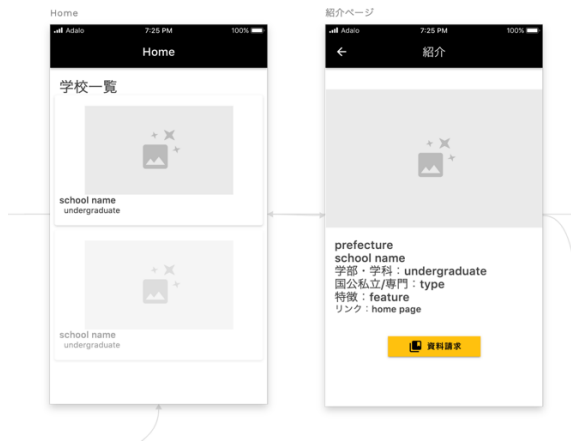 Home
Adalo 7:25 PM 100%
Home
学校一覧
school name
undergraduate
school name
undergraduate
紹介ページ
Adalo 7:25 PM 100%
紹介
prefecture
school name
学部・学科：undergraduate
国公私立/専門：type
特徴：feature
リンク：home page
資料請求